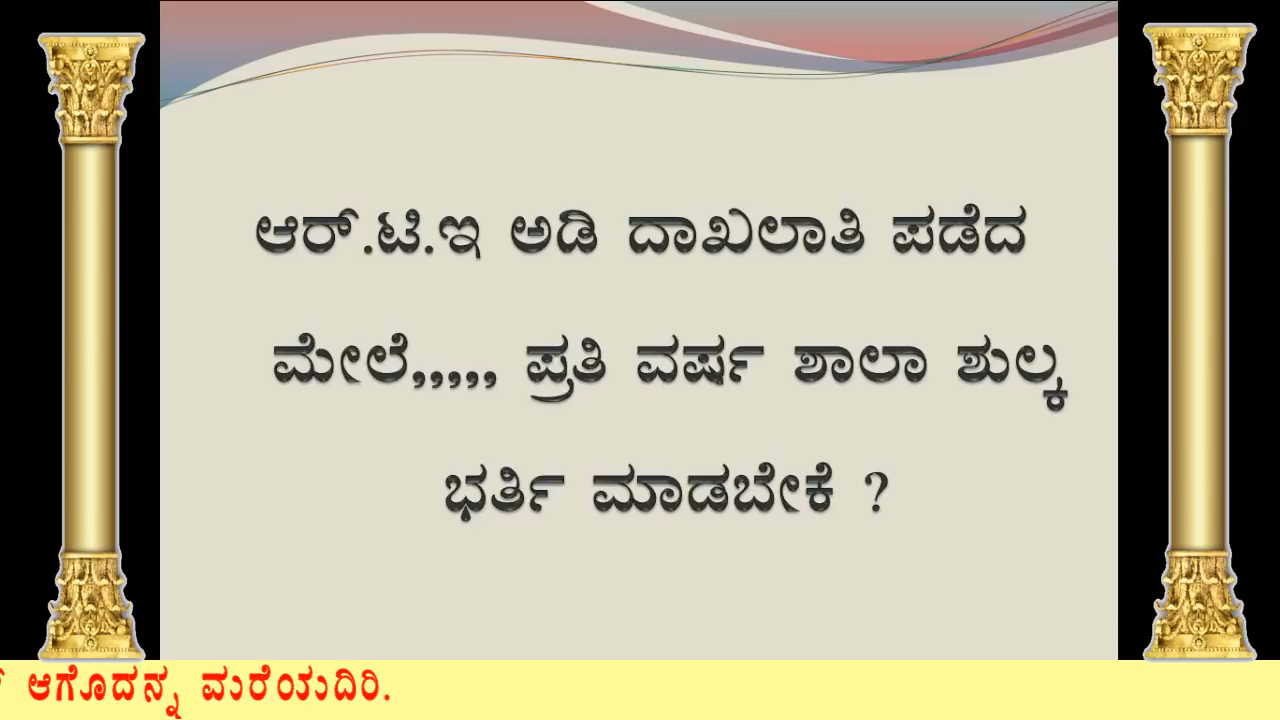 ಆರ್.ಟಿ.ಇ ಅಡಿ ದಾಖಲಾತಿ ಪಡೆದ
ಮೇಲೆ,,,,, ಪ್ರತಿ ವರ್ಷ ಶಾಲಾ ಶುಲ್ಕ
ಭರ್ತಿ ಮಾಡಬೇಕೆ ?
ಆಗೊದನ್ನ ಮರೆಯದಿರಿ.